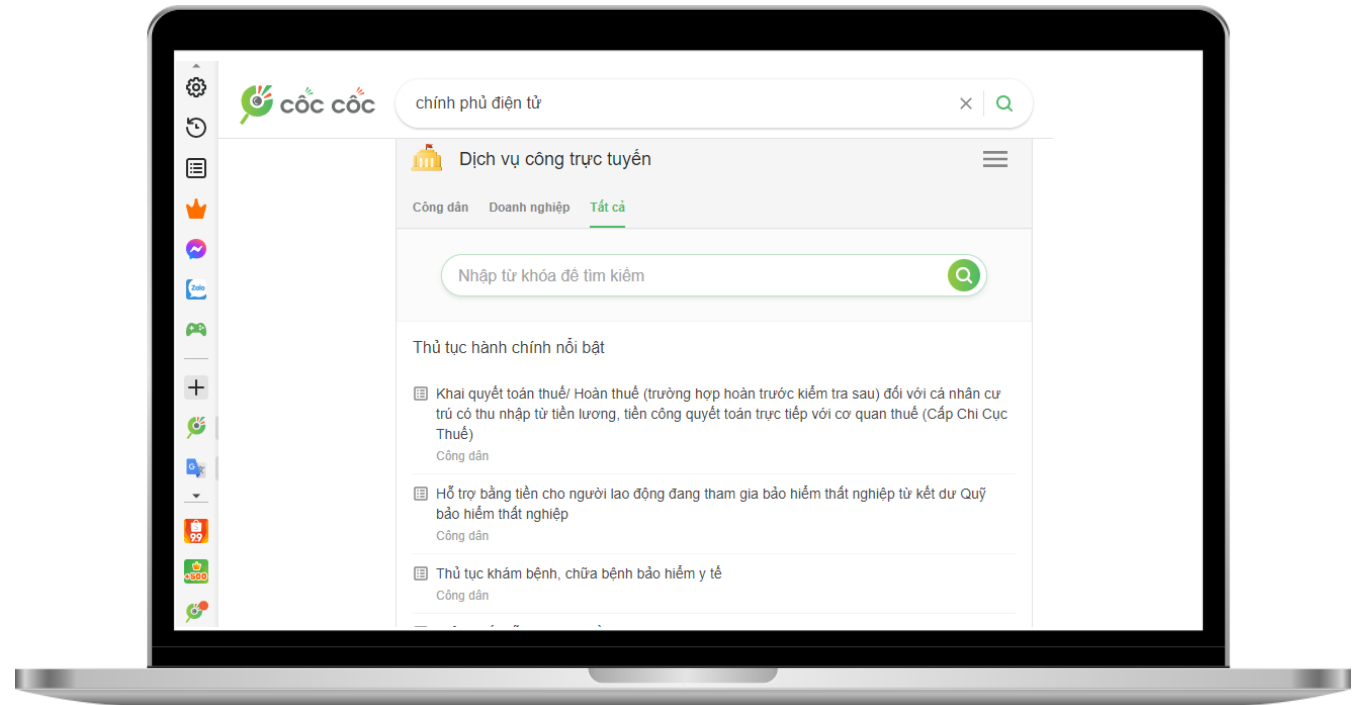 cốc cốc
chính phủ điện tử
Dịch vụ công trực tuyến
Công dân Doanh nghiệp Tất cả
Nhập từ khóa để tìm kiếm
Thủ tục hành chính nổi bật
Khai quyết toán thuế/ Hoàn thuế (trường hợp hoàn trước kiểm tra sau) đối với cá nhân cư
trú có thu nhập từ tiền lương, tiền công quyết toán trực tiếp với cơ quan thuế (Cấp Chi Cục
Thuế)
Công dân
Hỗ trợ bằng tiền cho người lao động đang tham gia bảo hiểm thất nghiệp từ kết dư Quỹ
bảo hiểm thất nghiệp
Công dân
Thủ tục khám bệnh, chữa bệnh bảo hiểm y tế
Công dân
Zalo
9.9
+500